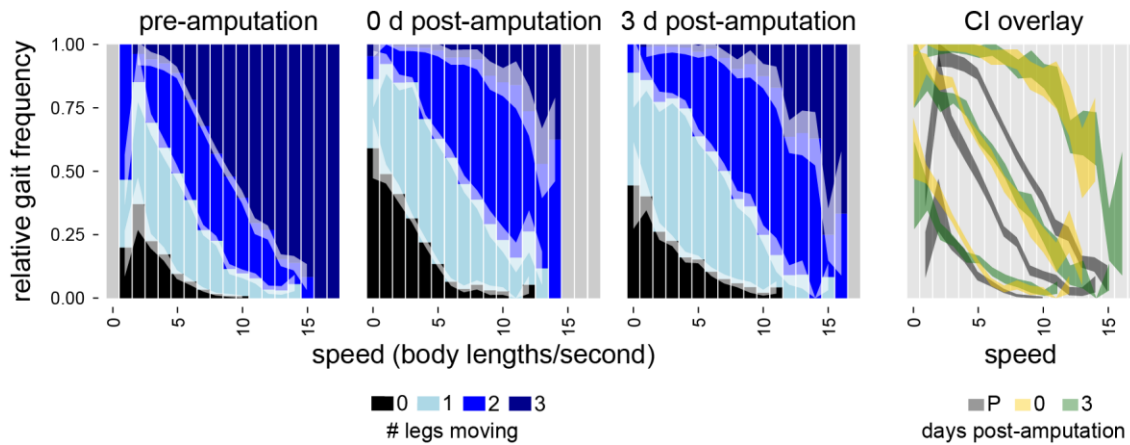 pre-amputation 0 d post-amputation 3 d post-amputation CI overlay
relative gait frequency
1.00
0.75
0.50
0.25
0.00
0 5 10 15 0 5 10 15 0 5 10 15 0 5 10 15
speed (body lengths/second) speed
0 1 2 3 P 0 3
# legs moving days post-amputation